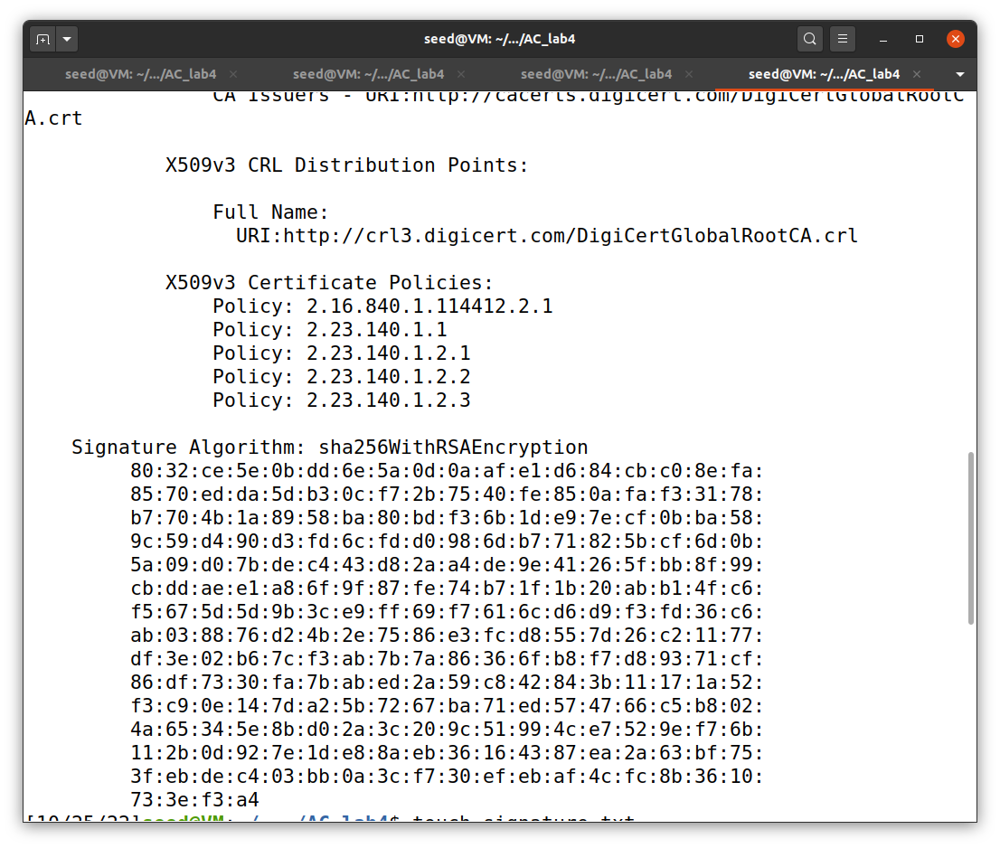 seed@VM: ~/.../AC_lab4
seed@VM: ~/.../AC_lab4 × seed@VM: ~/.../AC_lab4 × seed@VM: ~/.../AC_lab4 × seed@VM: ~/.../AC_lab4 ×
CA Issuers - URI:http://cacerts.digicert.com/DigiCertGlobalRootC
A.crt
X509v3 CRL Distribution Points:
Full Name:
URI:http://crl3.digicert.com/DigiCertGlobalRootCA.crl
X509v3 Certificate Policies:
Policy: 2.16.840.1.114412.2.1
Policy: 2.23.140.1.1
Policy: 2.23.140.1.2.1
Policy: 2.23.140.1.2.2
Policy: 2.23.140.1.2.3
Signature Algorithm: sha256WithRSAEncryption
80:32:ce:5e:0b:dd:6e:5a:0d:0a:af:e1:d6:84:cb:c0:8e:fa:
85:70:ed:da:5d:b3:0c:f7:2b:75:40:fe:85:0a:fa:f3:31:78:
b7:70:4b:1a:89:58:ba:80:bd:f3:6b:1d:e9:7e:cf:0b:ba:58:
9c:59:d4:90:d3:fd:6c:fd:d0:98:6d:b7:71:82:5b:cf:6d:0b:
5a:09:d0:7b:de:c4:43:d8:2a:a4:de:9e:41:26:5f:bb:8f:99:
cb:dd:ae:e1:a8:6f:9f:87:fe:74:b7:1f:1b:20:ab:b1:4f:c6:
f5:67:5d:5d:9b:3c:e9:ff:69:f7:61:6c:d6:d9:f3:fd:36:c6:
ab:03:88:76:d2:4b:2e:75:86:e3:fc:d8:55:7d:26:c2:11:77:
df:3e:02:b6:7c:f3:ab:7b:7a:86:36:6f:b8:f7:d8:93:71:cf:
86:df:73:30:fa:7b:ab:ed:2a:59:c8:42:84:3b:11:17:1a:52:
f3:c9:0e:14:7d:a2:5b:72:67:ba:71:ed:57:47:66:c5:b8:02:
4a:65:34:5e:8b:d0:2a:3c:20:9c:51:99:4c:e7:52:9e:f7:6b:
11:2b:0d:92:7e:1d:e8:8a:eb:36:16:43:87:ea:2a:63:bf:75:
3f:eb:de:c4:03:bb:0a:3c:f7:30:ef:eb:af:4c:fc:8b:36:10:
73:3e:f3:a4
[10/25/22]seed@VM:~/.../AC_lab4$ touch signature.txt